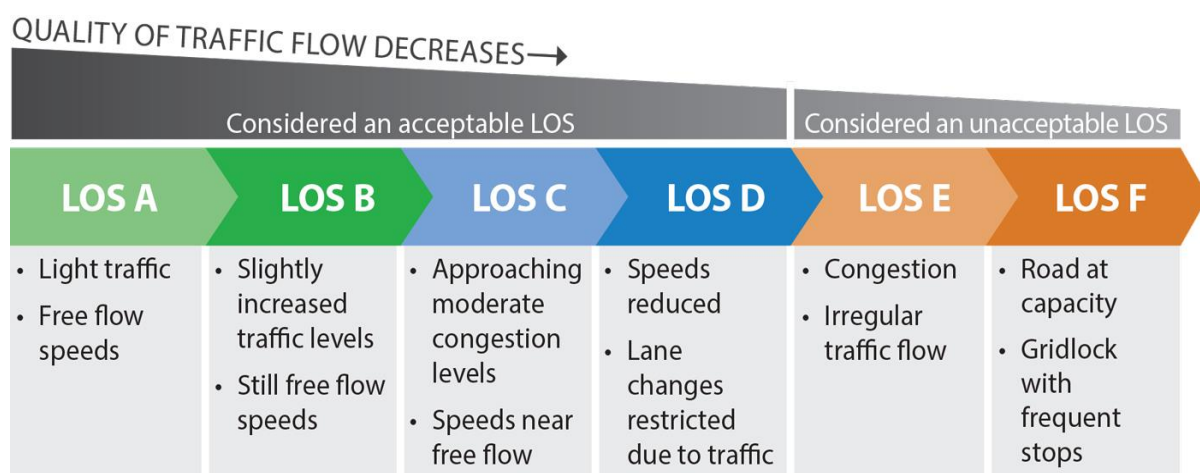 QUALITY OF TRAFFIC FLOW DECREASES→
Considered an acceptable LOS
Considered an unacceptable LOS
LOS A
LOS B
LOS C
LOS D
LOS E
LOS F
• Light traffic
• Free flow
speeds
• Slightly
increased
traffic levels
• Still free flow
speeds
• Approaching
moderate
congestion
levels
• Speeds near
free flow
• Speeds
reduced
• Lane
changes
restricted
due to traffic
• Congestion
• Irregular
traffic flow
• Road at
capacity
• Gridlock
with
frequent
stops